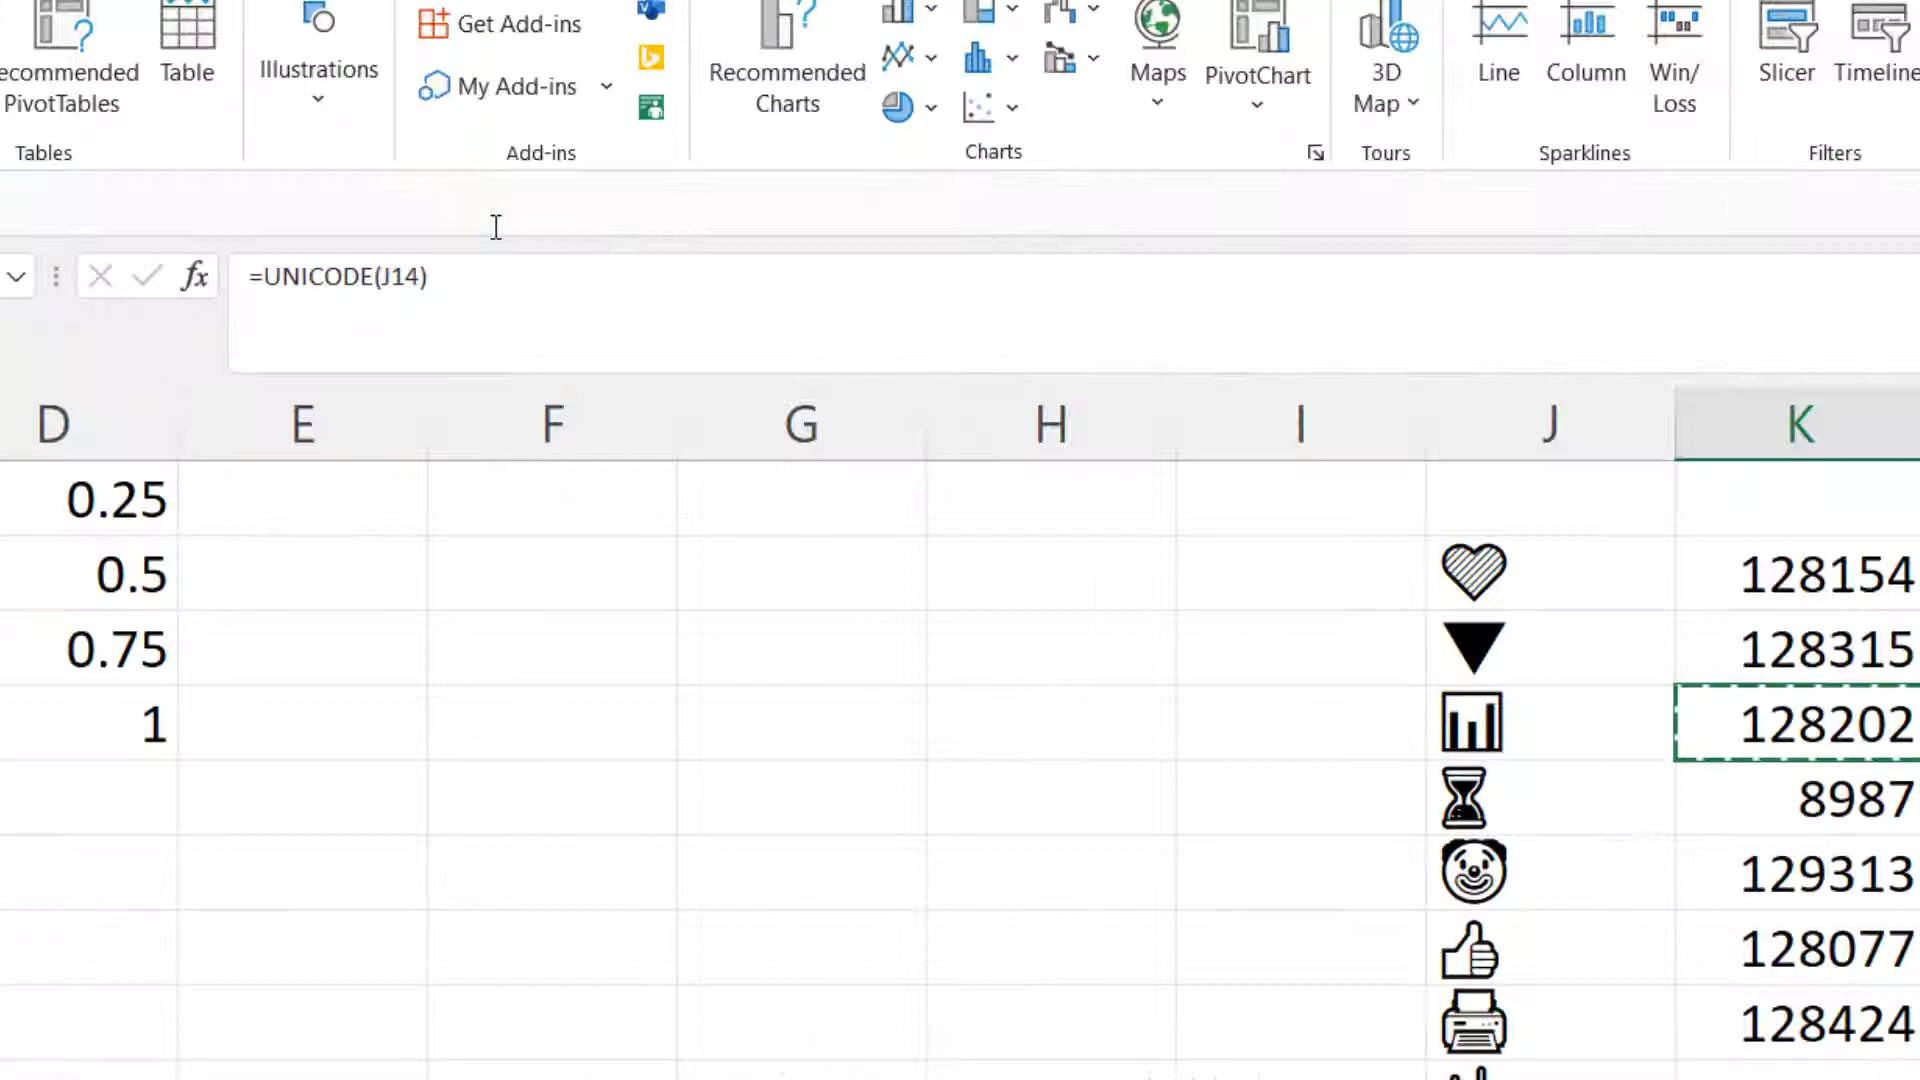 ecommended
PivotTables
Table
Tables
Illustrations
Get Add-ins
My Add-ins
Add-ins
Recommended
Charts
Maps
PivotChart
Charts
3D
Map
Tours
Line
Column
Win/
Loss
Sparklines
Slicer
Timeline
Filters
fx
=UNICODE(J14)
D E F G H I J K
0.25
0.5 128154
0.75 128315
1 128202
8987
129313
128077
128424